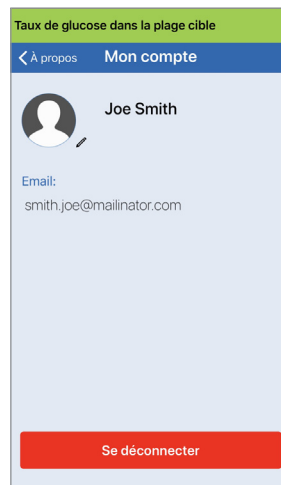 Taux de glucose dans la plage cible
À propos Mon compte
Joe Smith
Email:
smith.joe@mailinator.com
Se déconnecter